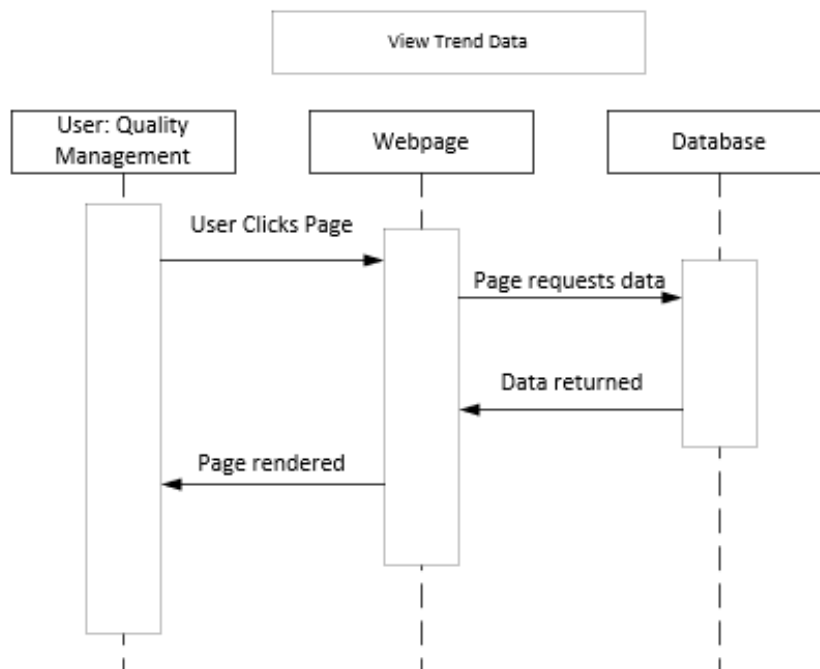 View Trend Data
User: Quality
Management
Webpage
Database
User Clicks Page
Page requests data
Data returned
Page rendered